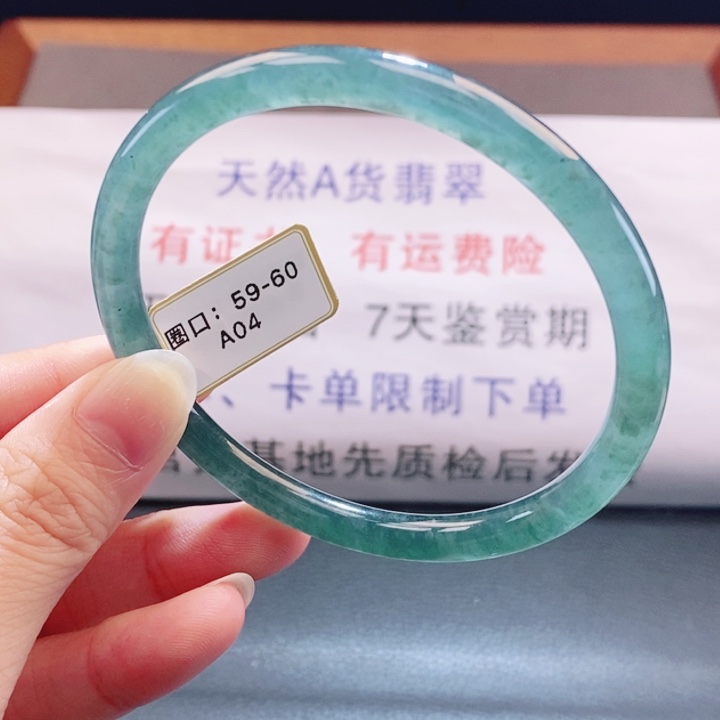 天然A货翡翠
有证 有运费险
7天鉴赏期
、卡单限制下单
基地先质检后发
圈口：59-60
A04